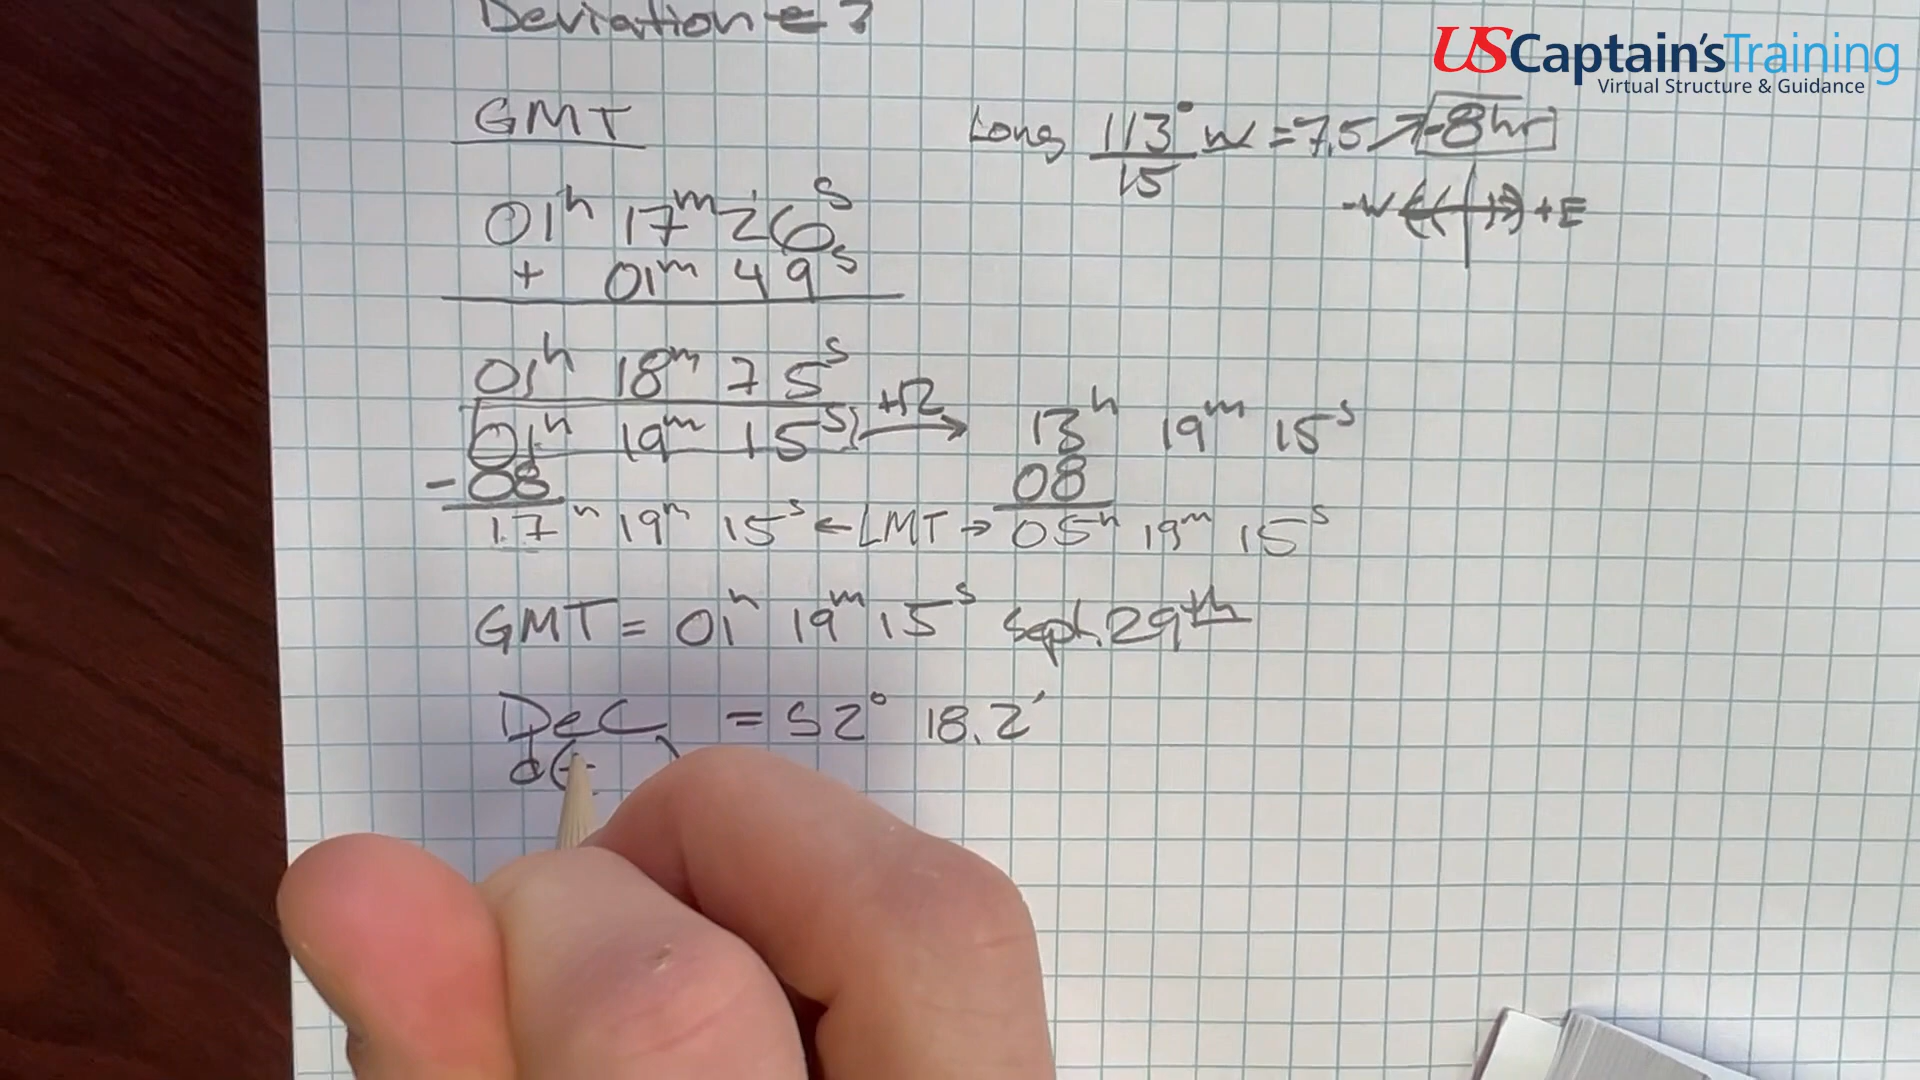 Deviation = ?
USCaptain'sTraining
Virtual Structure & Guidance
GMT
Long 113° W = 7.5 → -8hr
15
-W +E
01h 17m 26s
+ 01m 49s
01h 18m 75s
01h 19m 15s +12 → 13h 19m 15s
-08 08
17h 19m 15s ← LMT → 05h 19m 15s
GMT = 01h 19m 15s Sept. 29th
Dec = S2° 18.2'
d(+ )